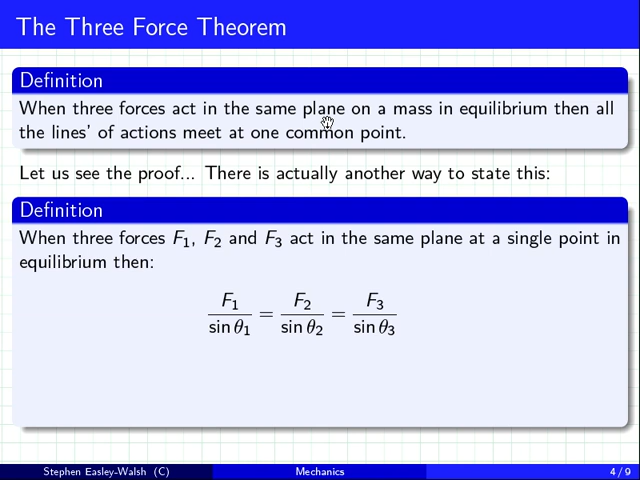 The Three Force Theorem
Definition
When three forces act in the same plane on a mass in equilibrium then all
the lines' of actions meet at one common point.
Let us see the proof... There is actually another way to state this:
Definition
When three forces F₁, F₂ and F₃ act in the same plane at a single point in
equilibrium then:
F₁/sin θ₁ = F₂/sin θ₂ = F₃/sin θ₃
Stephen Easley-Walsh (C) Mechanics 4 / 9